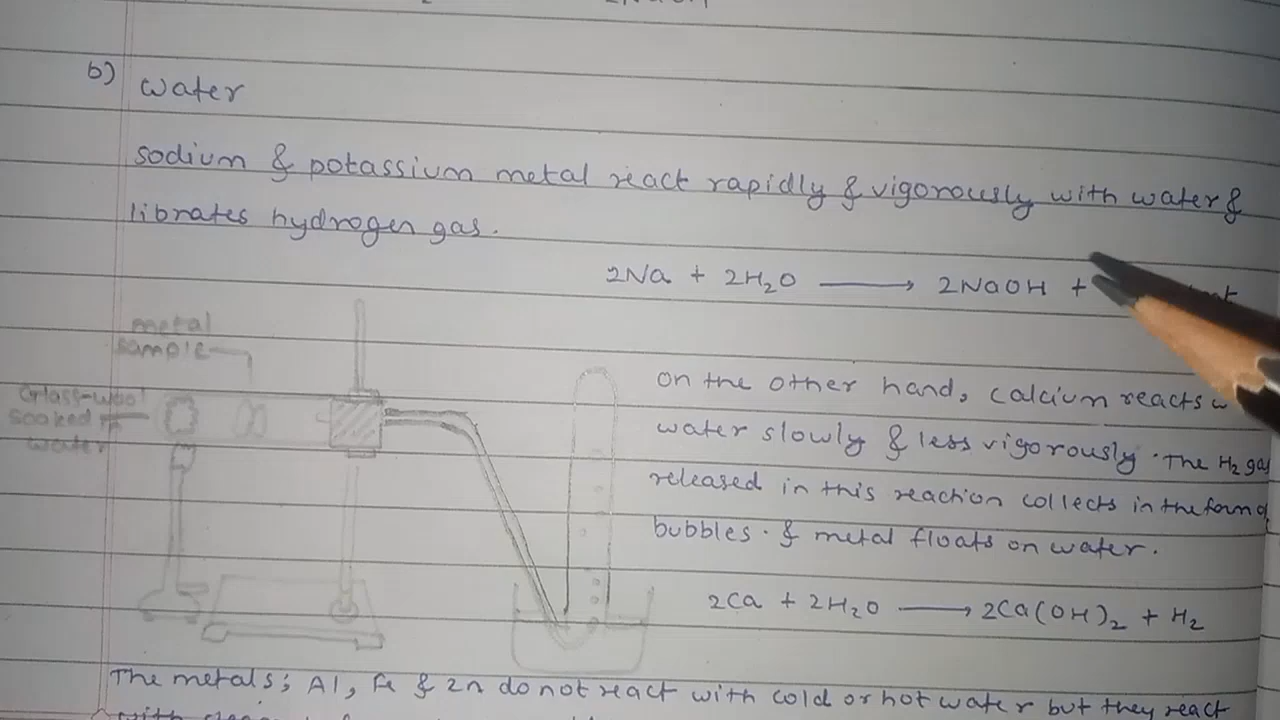 2NaOH
b)
water
sodium & potassium metal react rapidly & vigorously with water &
librates hydrogen gas.
2Na + 2H₂O ⟶ 2NaOH +
metal
sample
Glass-wool
soaked in
water
on the other hand, calcium reacts
water slowly & less vigorously. The H₂ gas
released in this reaction collects in the form of
bubbles. & metal floats on water.
2Ca + 2H₂O ⟶ 2Ca(OH)₂ + H₂
The metals; Al, Fe & Zn do not react with cold or hot water but they react
with